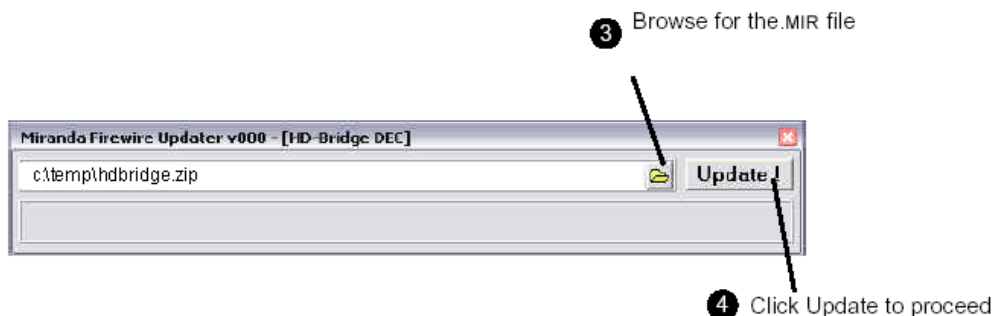 3 Browse for the.MIR file
Miranda Firewire Updater v000 - [HD-Bridge DEC]
c:\temp\hdbridge.zip
Update !
4 Click Update to proceed